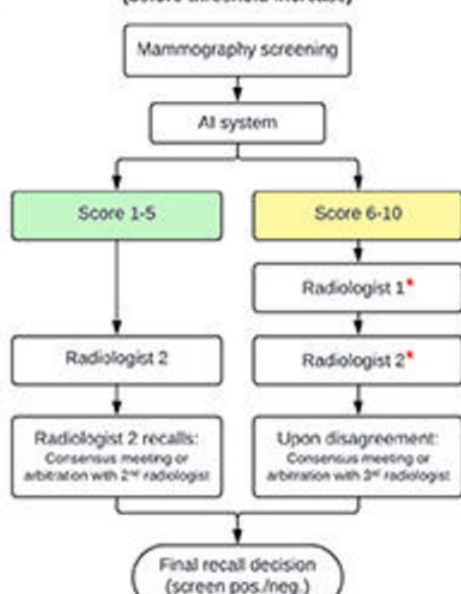 Mammography screening
AI system
Score 1-5
Score 6-10
Radiologist 1*
Radiologist 2
Radiologist 2*
Radiologist 2 recalls:
Consensus meeting or
arbitration with 2nd radiologist
Upon disagreement:
Consensus meeting or
arbitration with 3rd radiologist
Final recall decision
(screen pos./neg.)